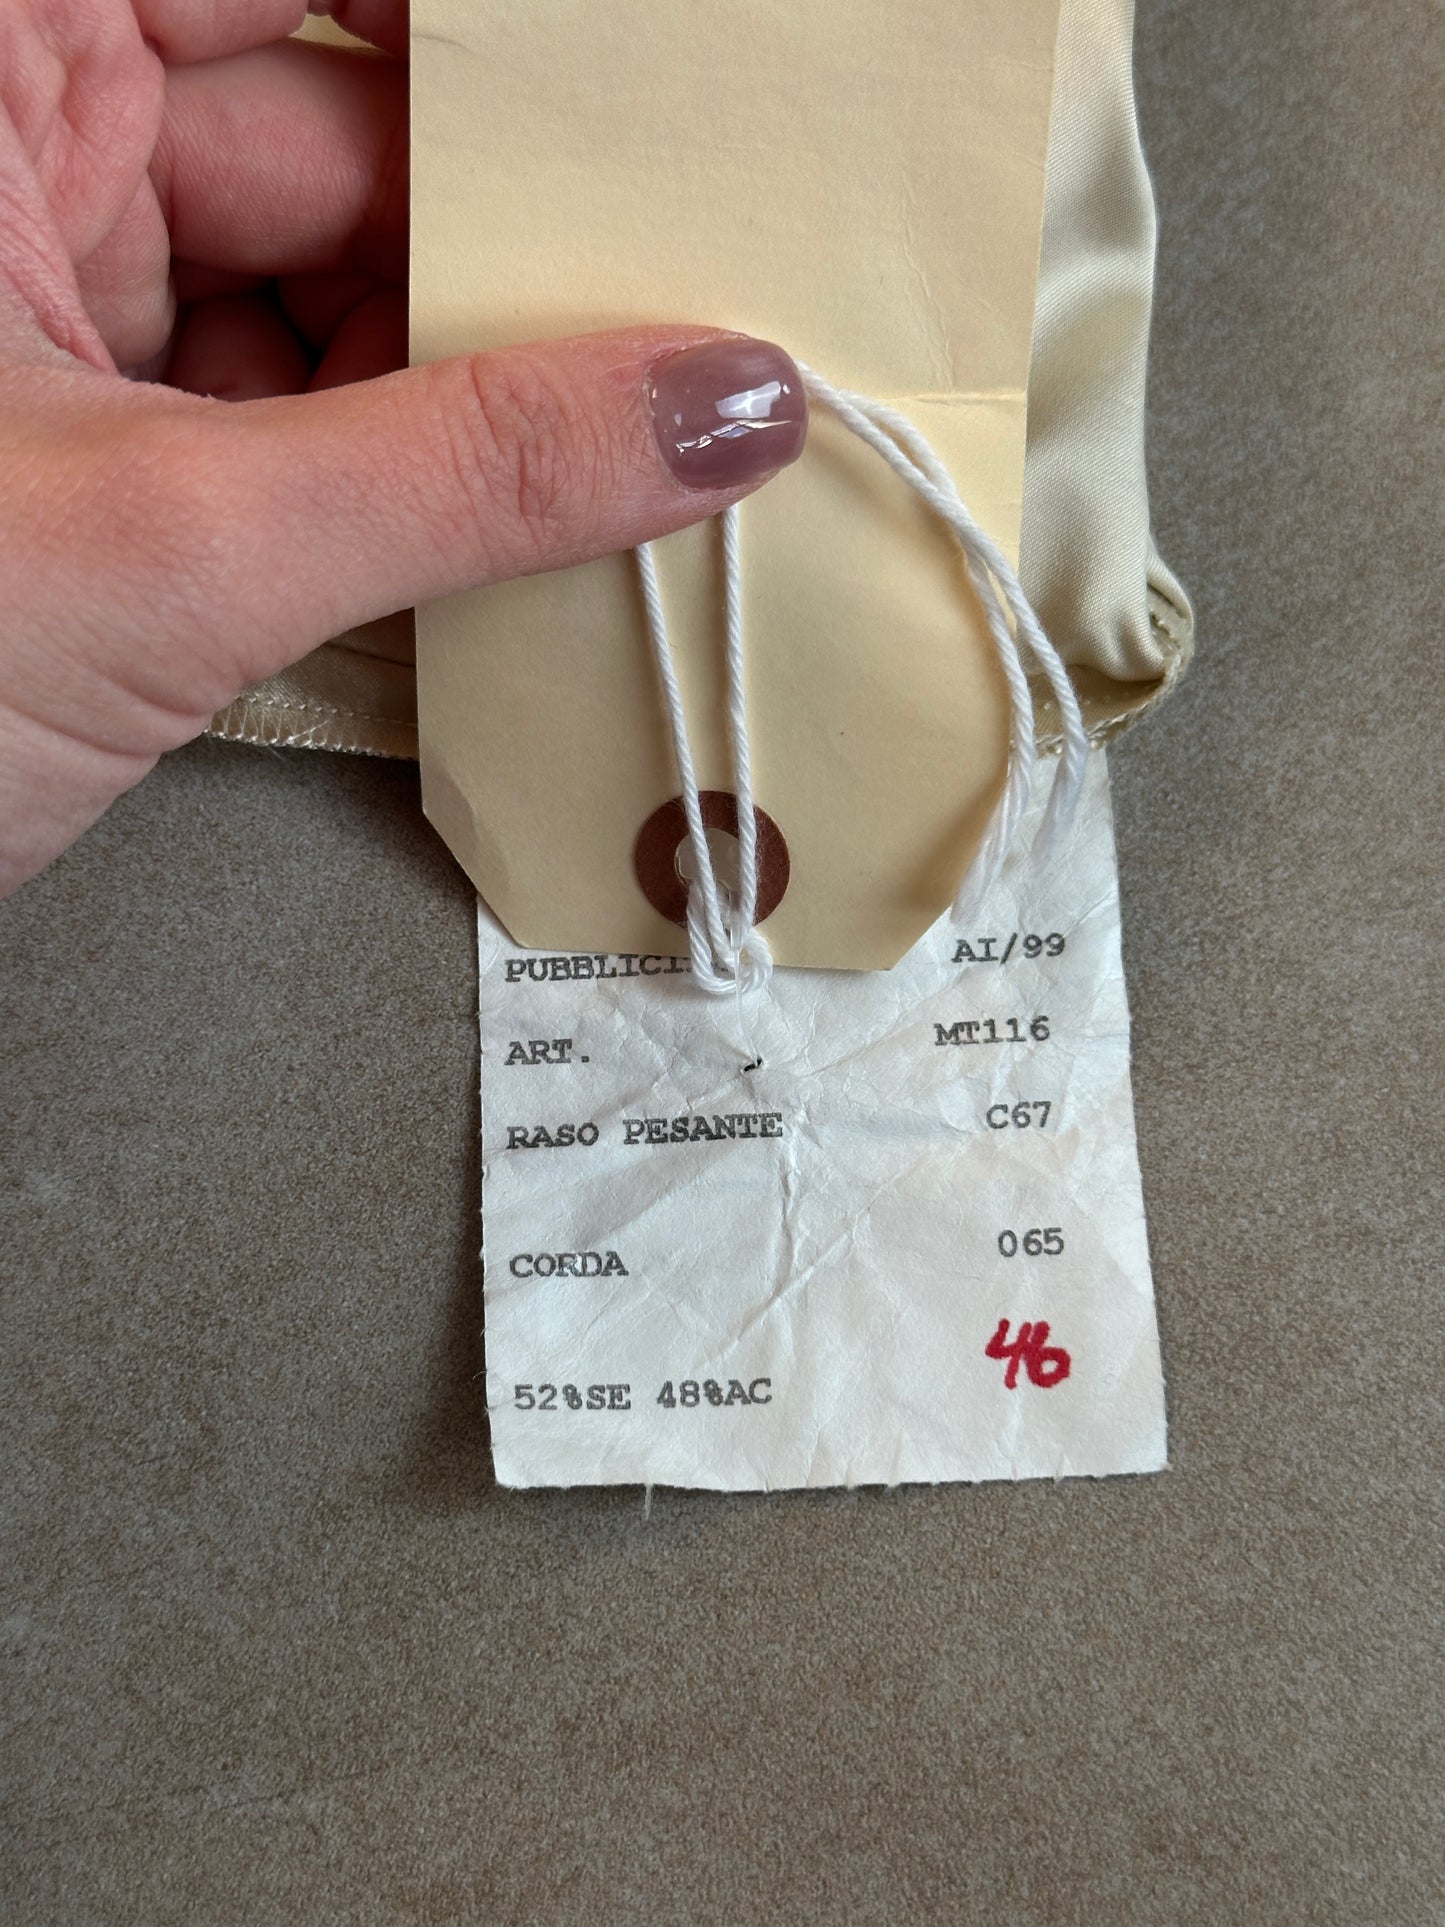 AI/99
ART. MT116
RASO PESANTE C67
CORDA 065
46
52%SE 48%AC